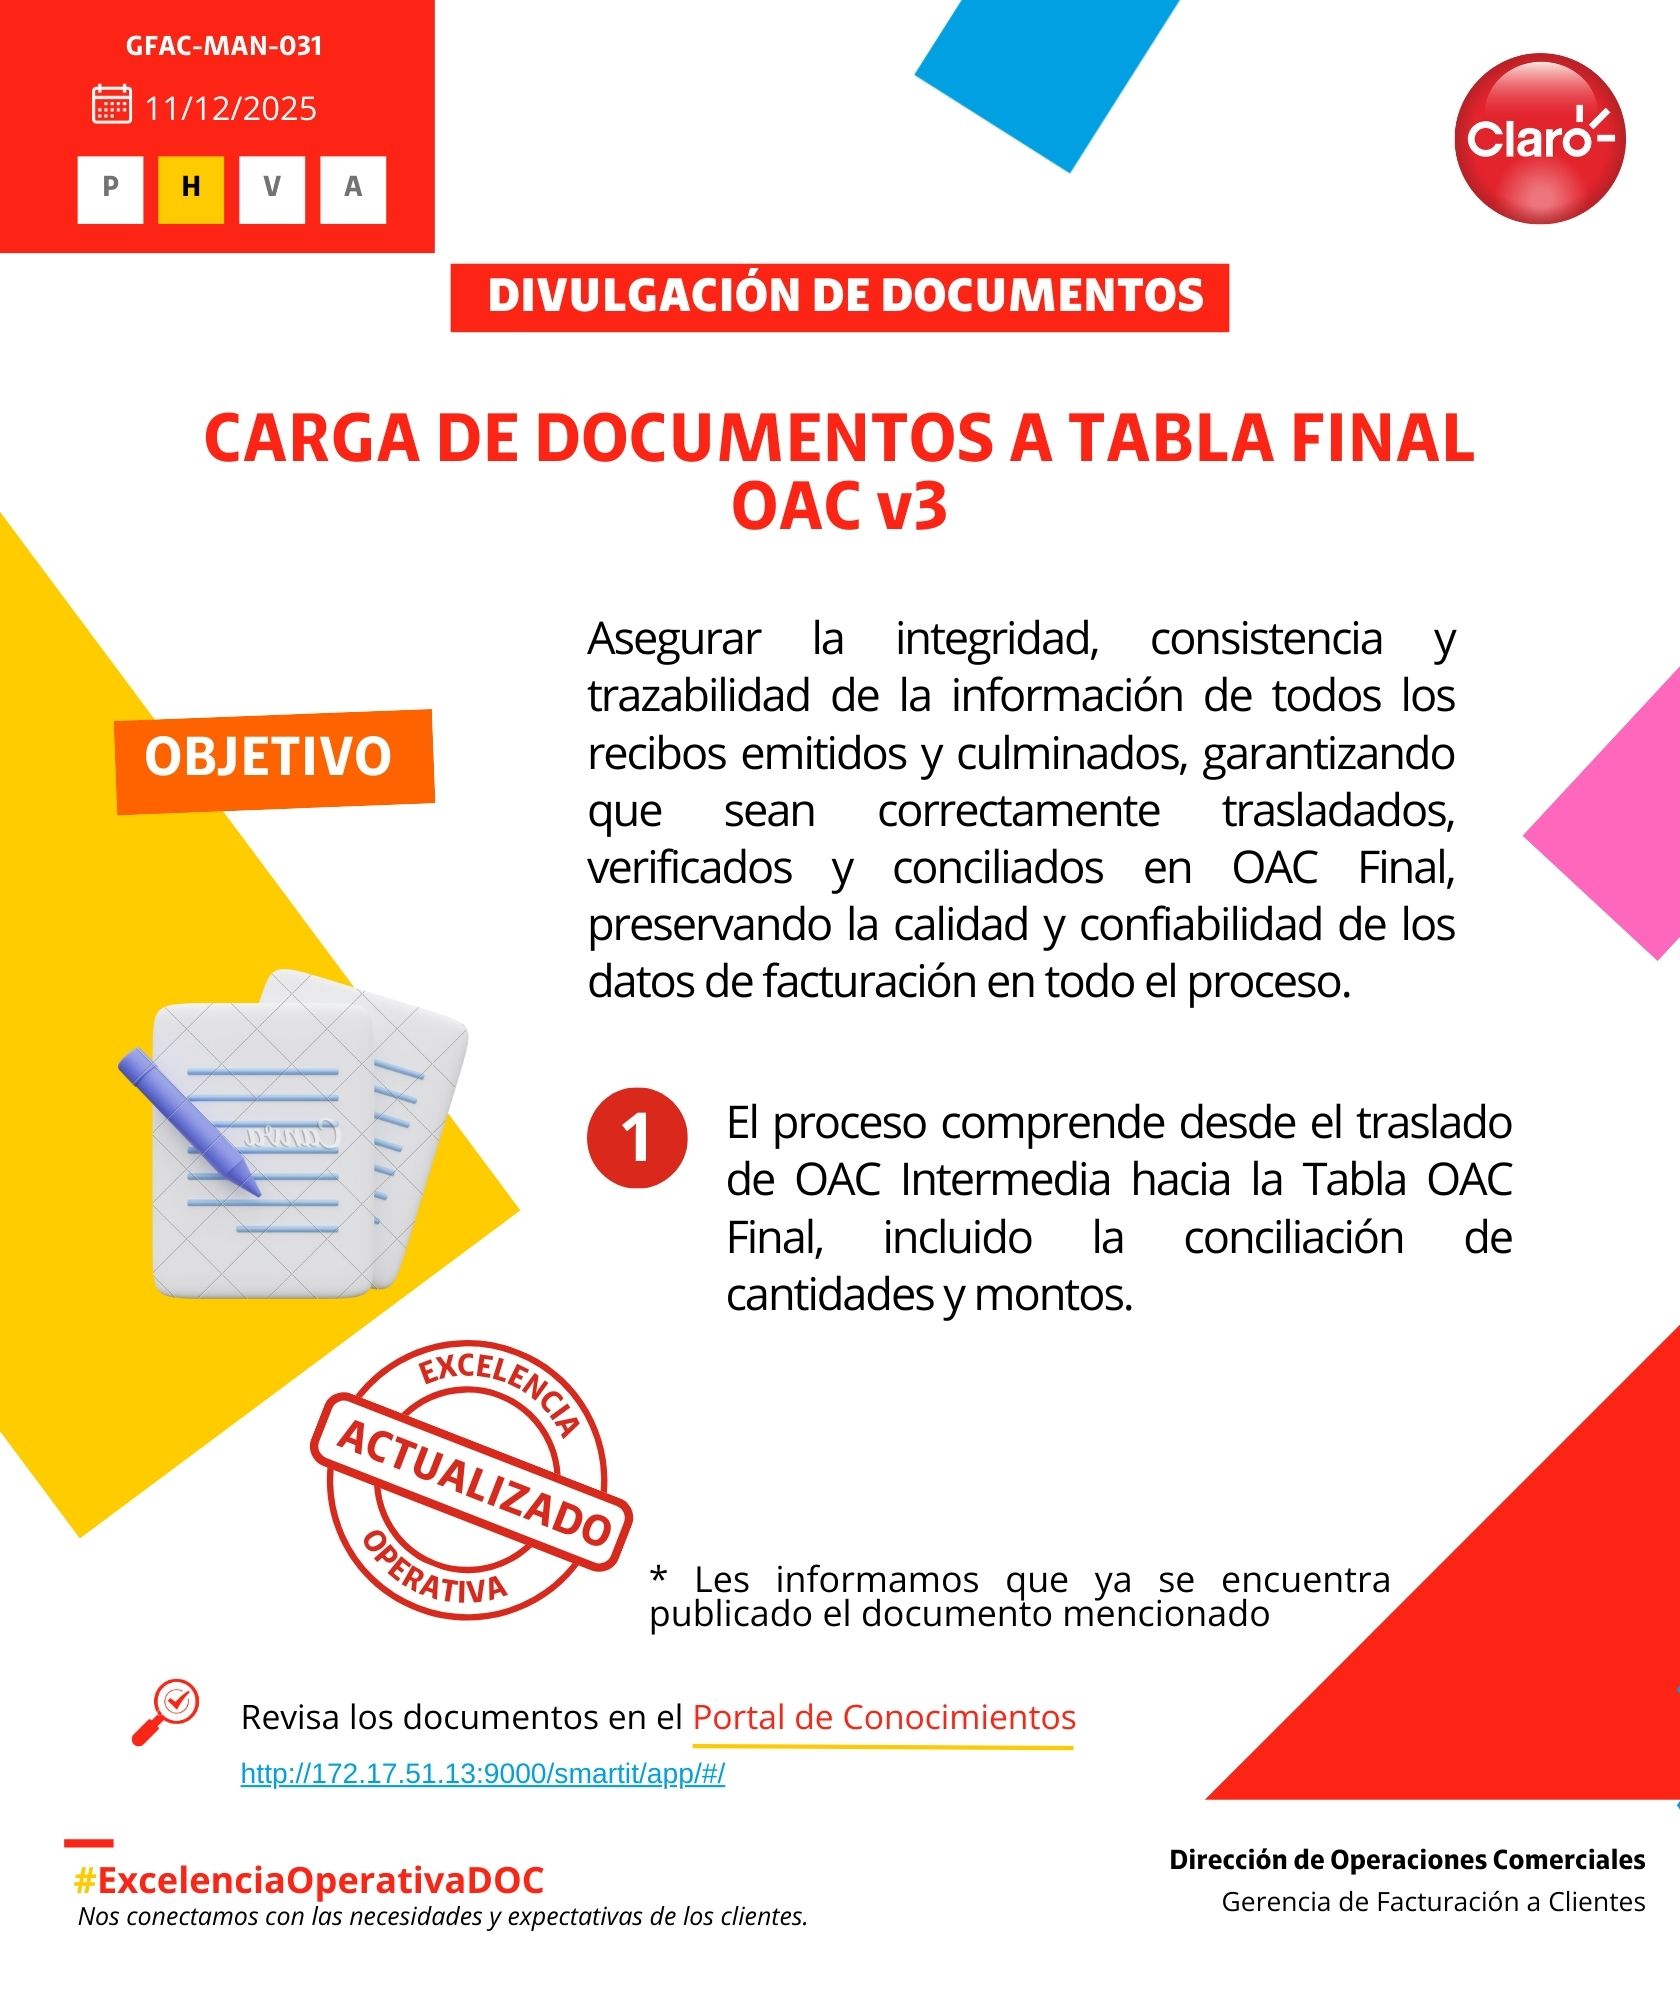 GFAC-MAN-031
11/12/2025
P H V A
Claro
DIVULGACIÓN DE DOCUMENTOS
CARGA DE DOCUMENTOS A TABLA FINAL
OAC v3
OBJETIVO
Asegurar la integridad, consistencia y
trazabilidad de la información de todos los
recibos emitidos y culminados, garantizando
que sean correctamente trasladados,
verificados y conciliados en OAC Final,
preservando la calidad y confiabilidad de los
datos de facturación en todo el proceso.
Canva
1
El proceso comprende desde el traslado
de OAC Intermedia hacia la Tabla OAC
Final, incluido la conciliación de
cantidades y montos.
EXCELENCIA
ACTUALIZADO
OPERATIVA
* Les informamos que ya se encuentra
publicado el documento mencionado
Revisa los documentos en el Portal de Conocimientos
http://172.17.51.13:9000/smartit/app/#/
#ExcelenciaOperativaDOC
Nos conectamos con las necesidades y expectativas de los clientes.
Dirección de Operaciones Comerciales
Gerencia de Facturación a Clientes